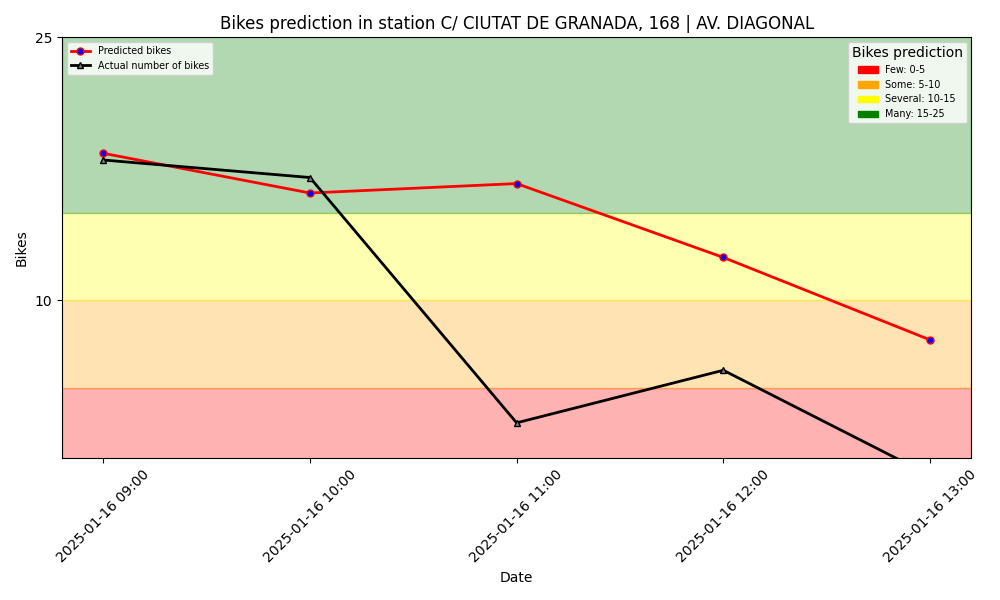 Bikes prediction in station C/ CIUTAT DE GRANADA, 168 | AV. DIAGONAL
25
Predicted bikes
Actual number of bikes
Bikes prediction
Few: 0-5
Some: 5-10
Several: 10-15
Many: 15-25
Bikes
10
2025-01-16 09:00
2025-01-16 10:00
2025-01-16 11:00
2025-01-16 12:00
2025-01-16 13:00
Date